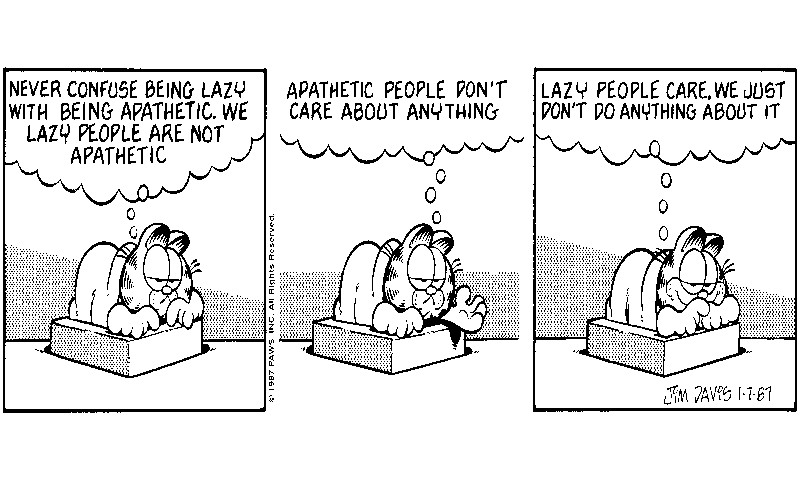 NEVER CONFUSE BEING LAZY
WITH BEING APATHETIC. WE
LAZY PEOPLE ARE NOT
APATHETIC
© 1987 PAWS, INC. All Rights Reserved.
APATHETIC PEOPLE DON'T
CARE ABOUT ANYTHING
LAZY PEOPLE CARE, WE JUST
DON'T DO ANYTHING ABOUT IT
JIM DAVIS 1-7-87